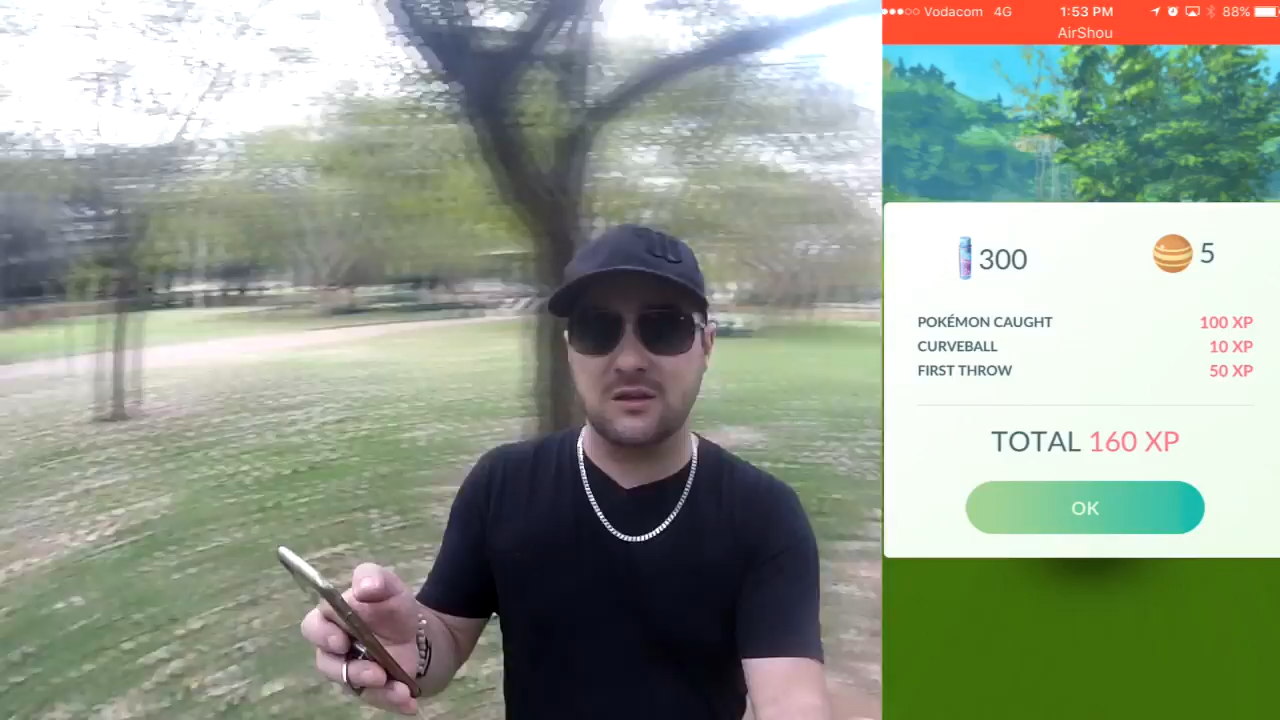 Vodacom 4G 1:53 PM 88%
AirShou
300 5
POKÉMON CAUGHT 100 XP
CURVEBALL 10 XP
FIRST THROW 50 XP
TOTAL 160 XP
OK